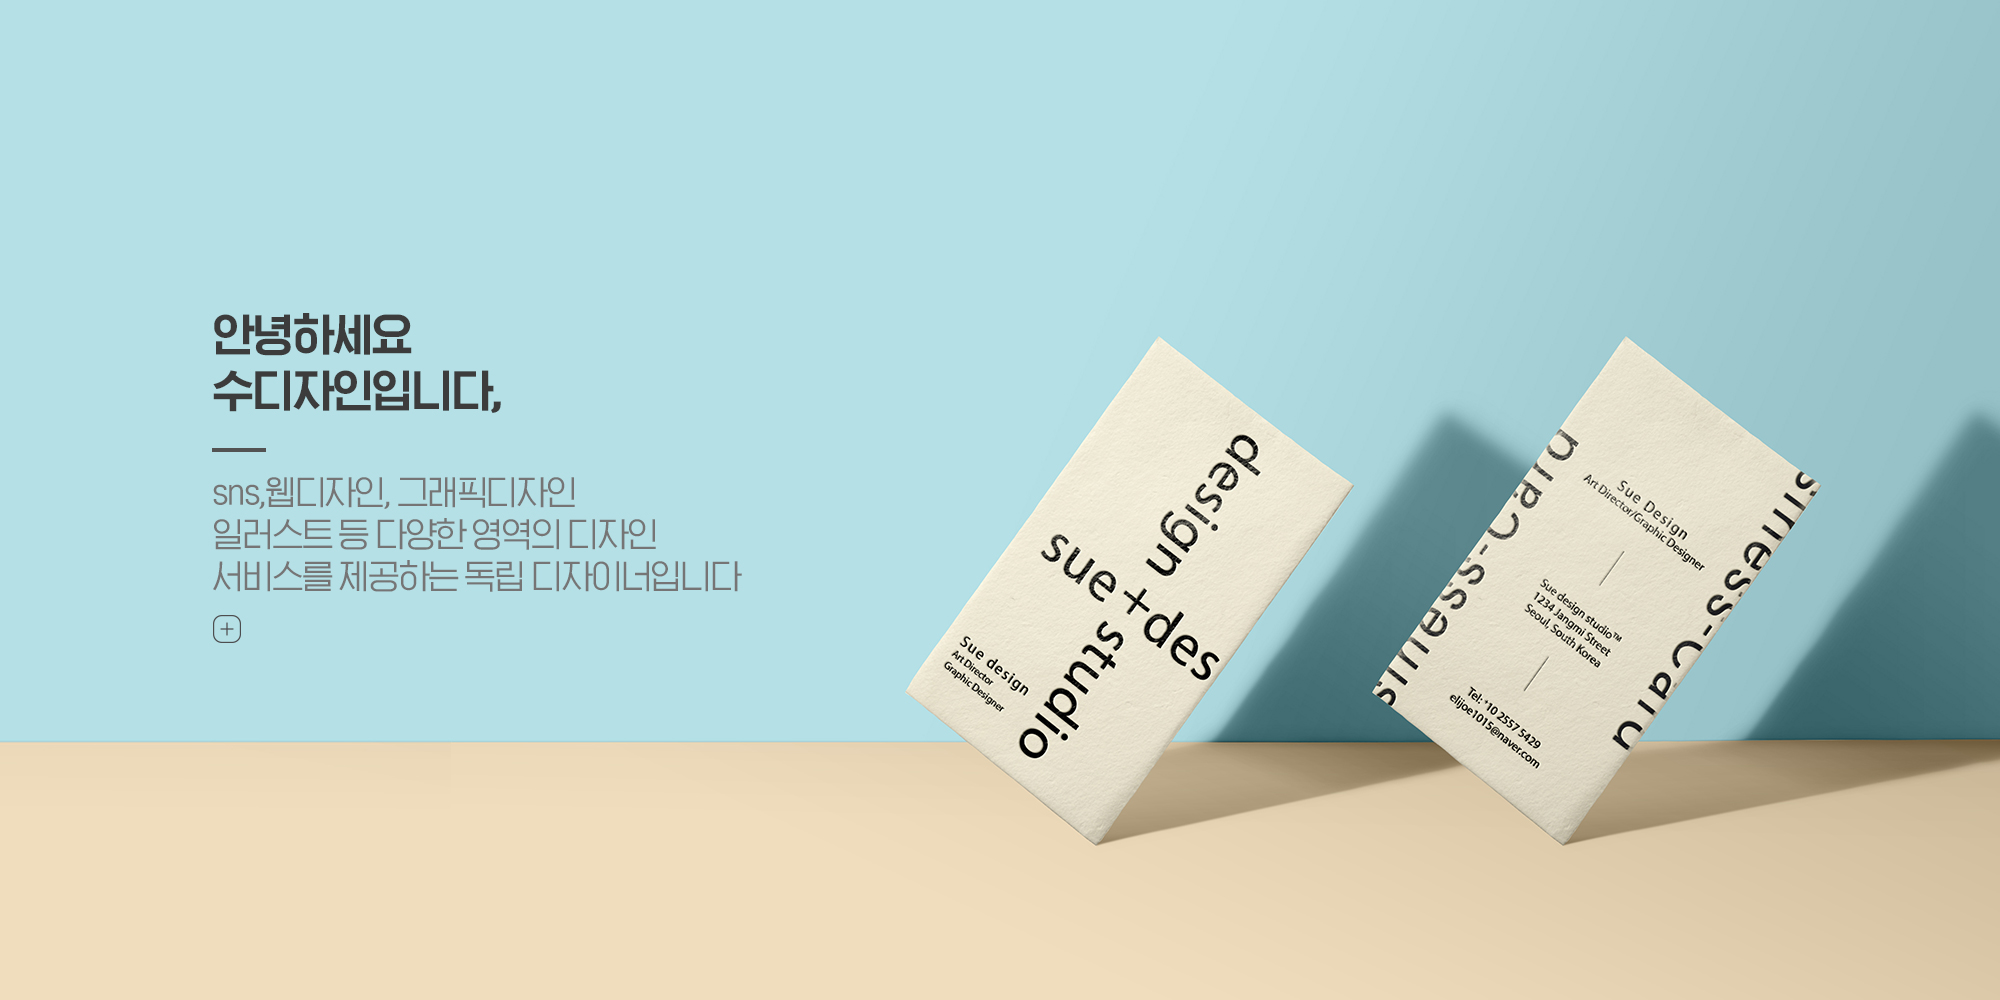 안녕하세요
수디자인입니다,
sns,웹디자인, 그래픽디자인
일러스트 등 다양한 영역의 디자인
서비스를 제공하는 독립 디자이너입니다
design
sue+des
studio
Sue design
Art Director
Graphic Designer
Sue Design
Art Director/Graphic Designer
Sue design studio™
1234 Jangmi Street
Seoul, South Korea
Tel: *10 2557 5429
elijoe1015@naver.com
siness-Card
siness-Card